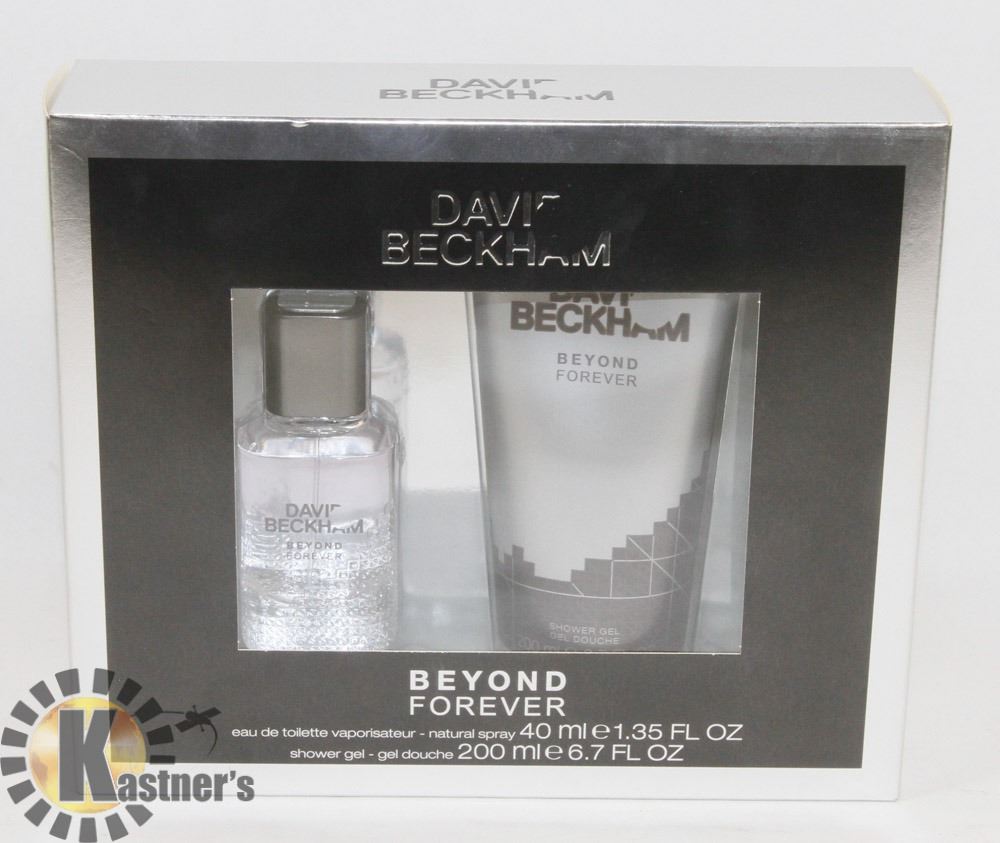 DAVID
BECKHAM
DAVID
BECKHAM
DAVID
BECKHAM
BEYOND
FOREVER
DAVID
BECKHAM
BEYOND
FOREVER
SHOWER GEL
GEL DOUCHE
BEYOND
FOREVER
eau de toilette vaporisateur - natural spray 40 ml e 1.35 FL OZ
shower gel - gel douche 200 ml e 6.7 FL OZ
Kastner's